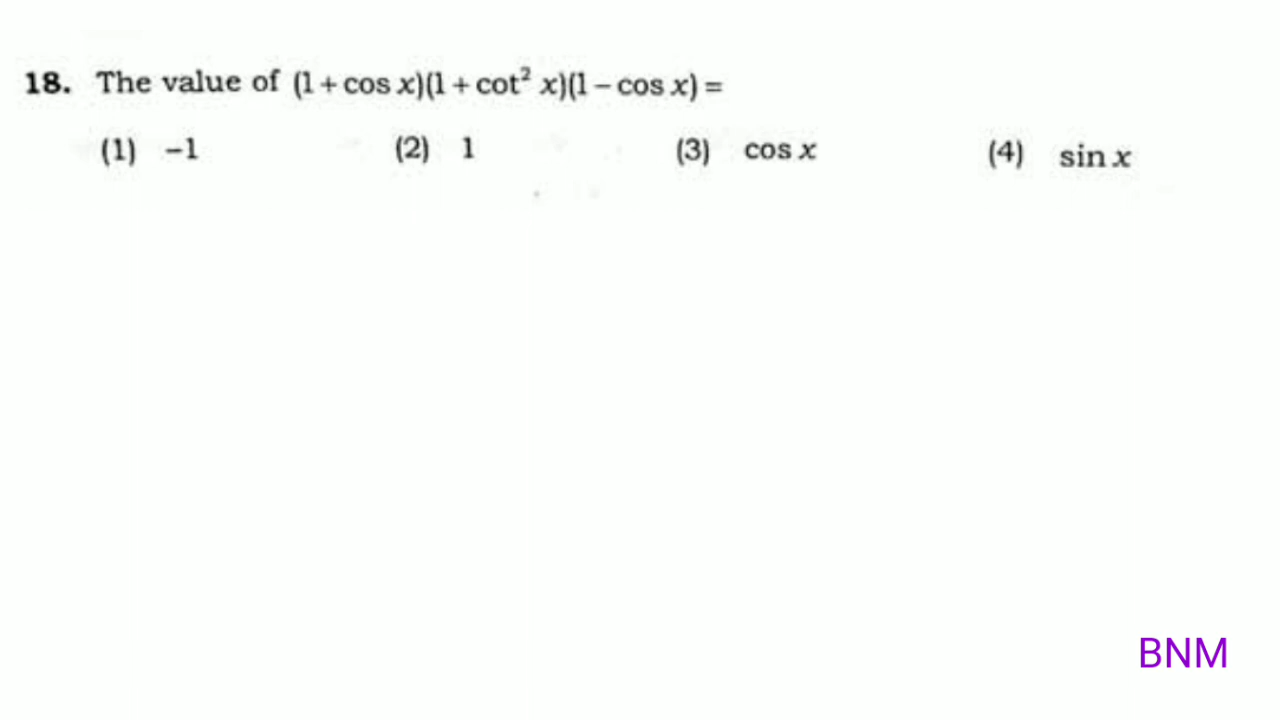 18. The value of (1 + cos x)(1 + cot² x)(1 – cos x) =
(1) –1 (2) 1 (3) cos x (4) sin x
BNM